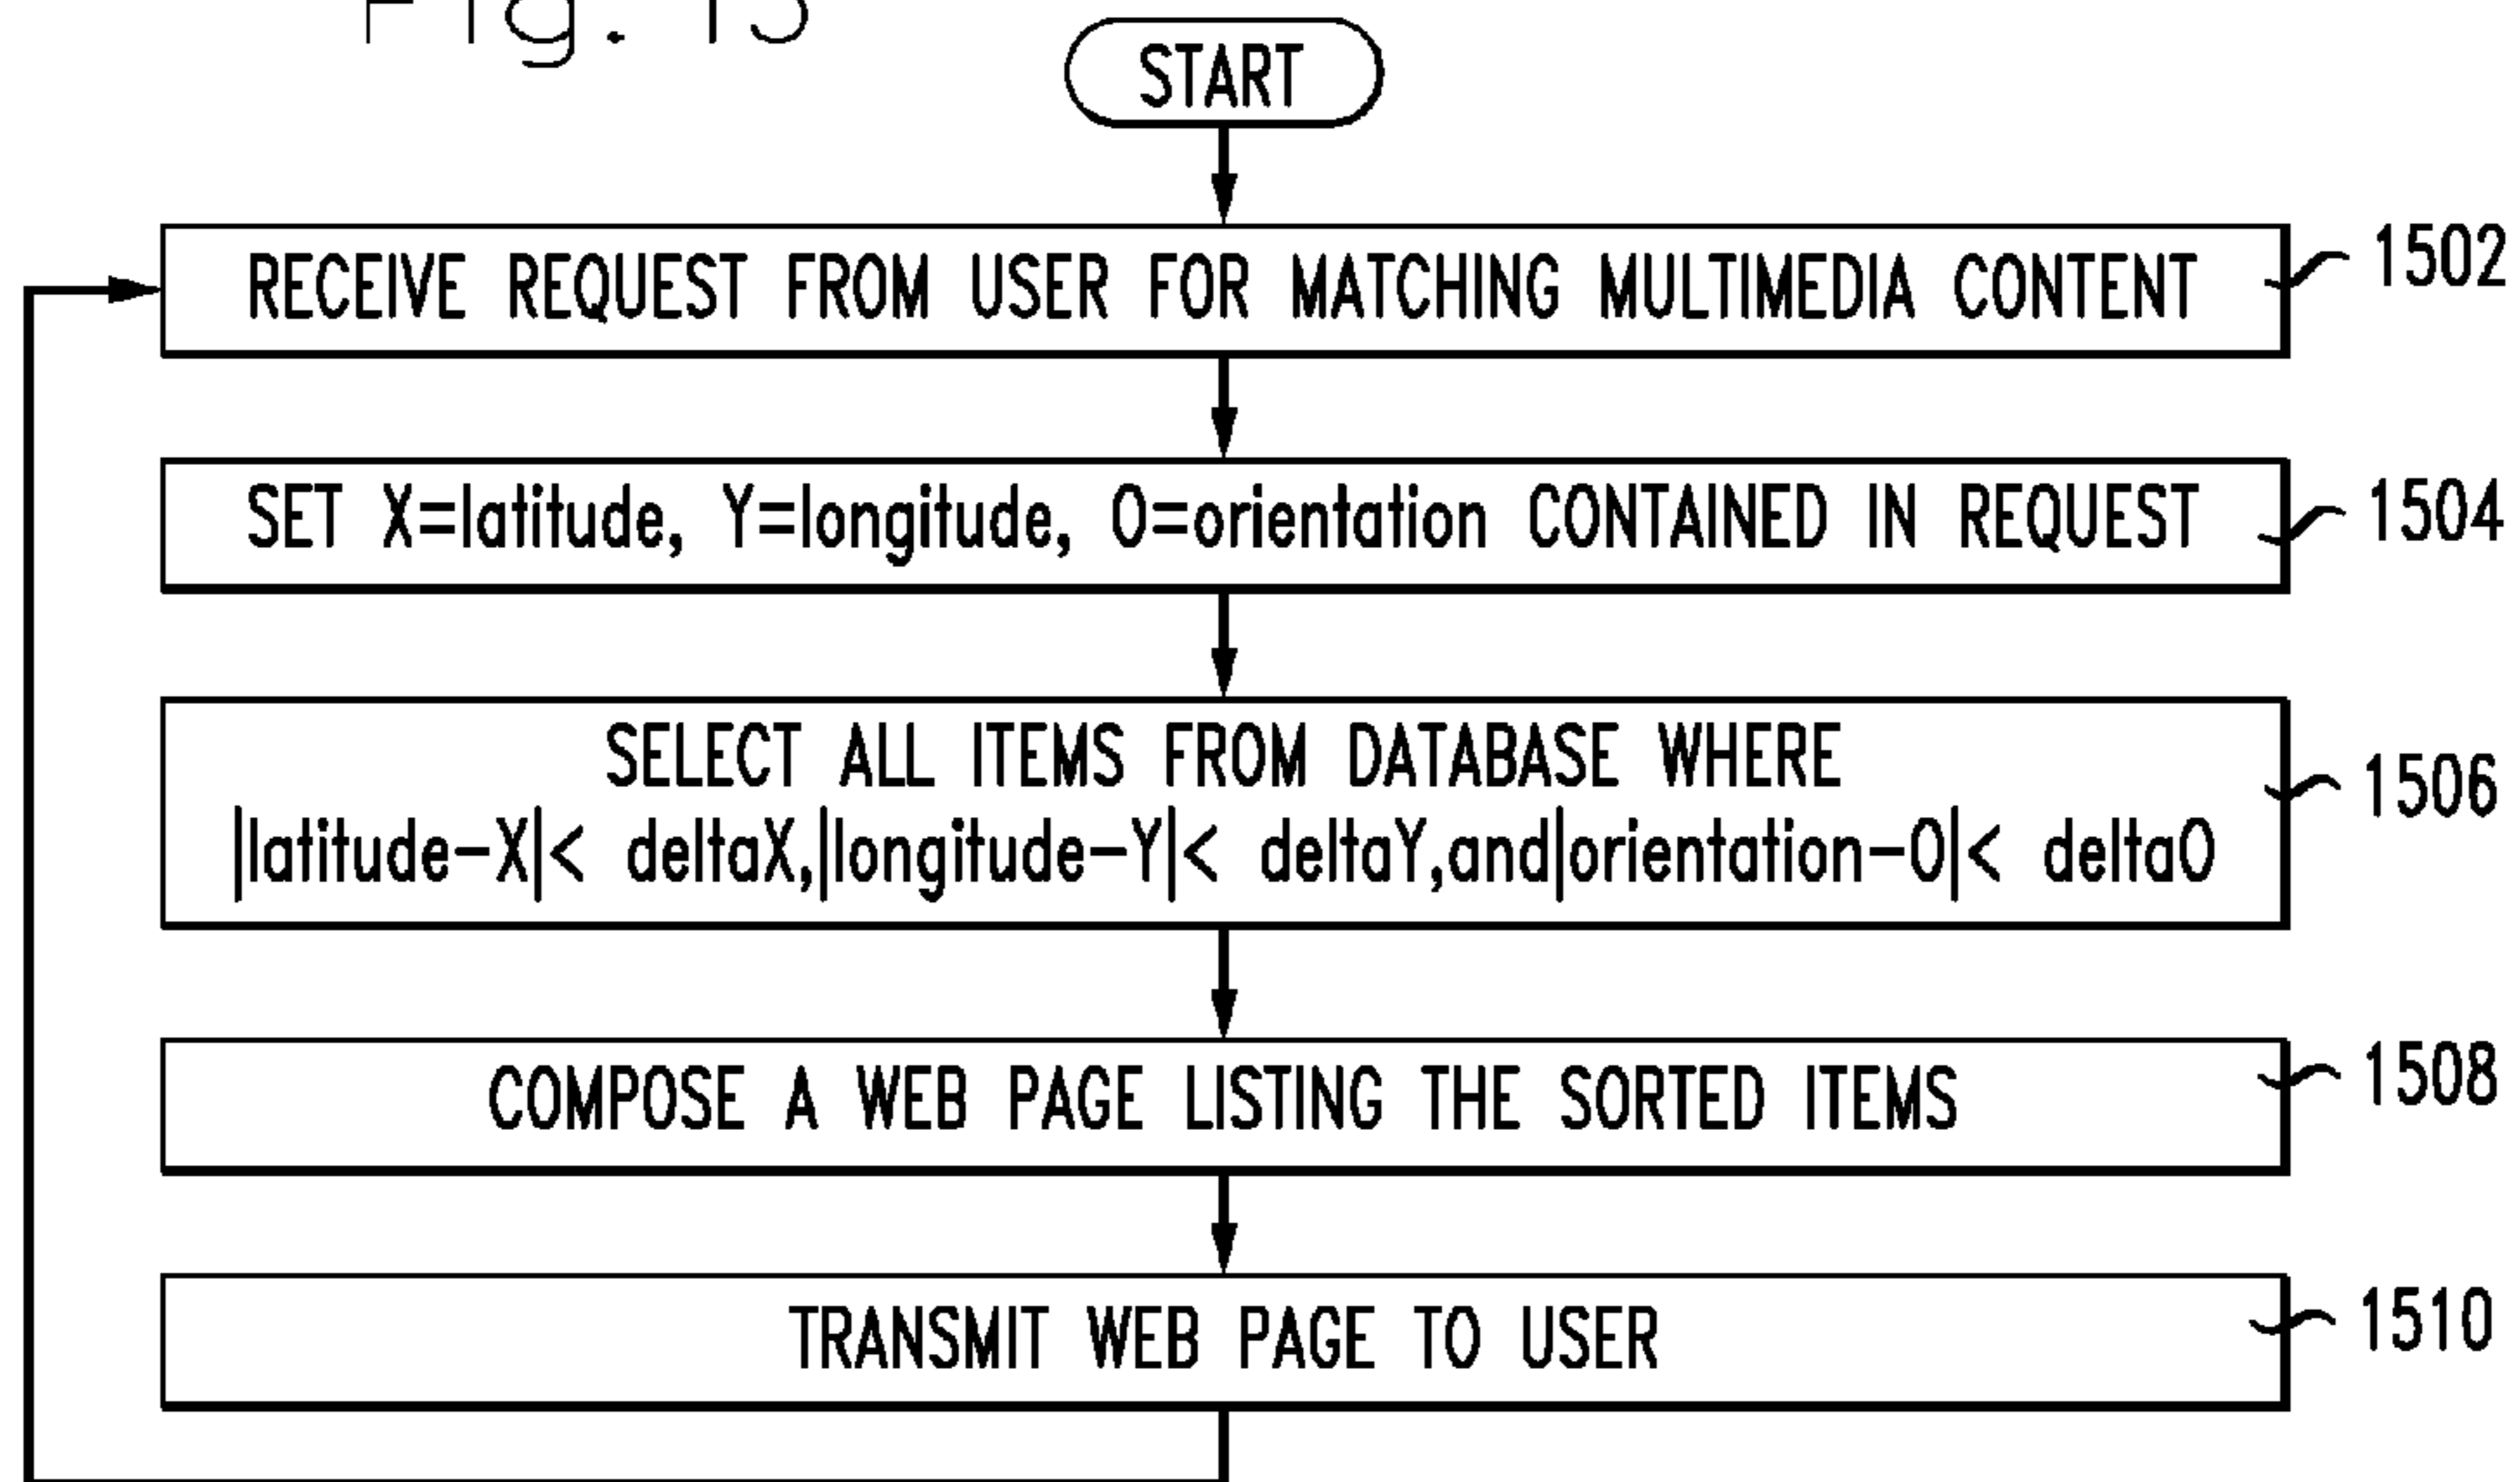 Fig. 15
START
RECEIVE REQUEST FROM USER FOR MATCHING MULTIMEDIA CONTENT
1502
SET X=latitude, Y=longitude, O=orientation CONTAINED IN REQUEST
1504
SELECT ALL ITEMS FROM DATABASE WHERE
|latitude-X|< deltaX,|longitude-Y|< deltaY,and|orientation-O|< deltaO
1506
COMPOSE A WEB PAGE LISTING THE SORTED ITEMS
1508
TRANSMIT WEB PAGE TO USER
1510